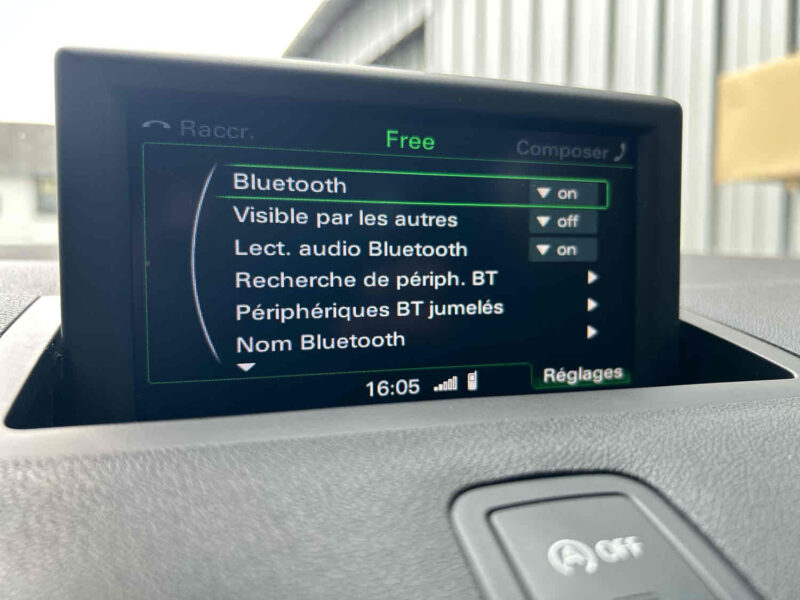 Raccr.
Free
Composer
Bluetooth
on
Visible par les autres
off
Lect. audio Bluetooth
on
Recherche de périph. BT
Périphériques BT jumelés
Nom Bluetooth
16:05
Réglages
A OFF